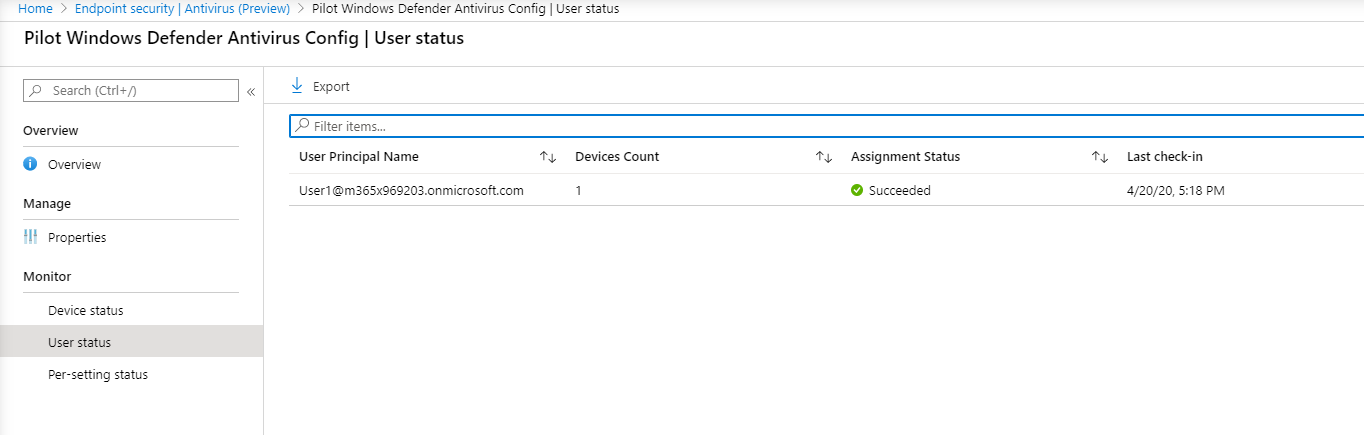 Home > Endpoint security | Antivirus (Preview) > Pilot Windows Defender Antivirus Config | User status
Pilot Windows Defender Antivirus Config | User status
Search (Ctrl+/)
«
Export
Filter items...
Overview
Overview
Manage
Properties
Monitor
Device status
User status
Per-setting status
User Principal Name ↑↓ Devices Count ↑↓ Assignment Status ↑↓ Last check-in
User1@m365x969203.onmicrosoft.com 1 Succeeded 4/20/20, 5:18 PM